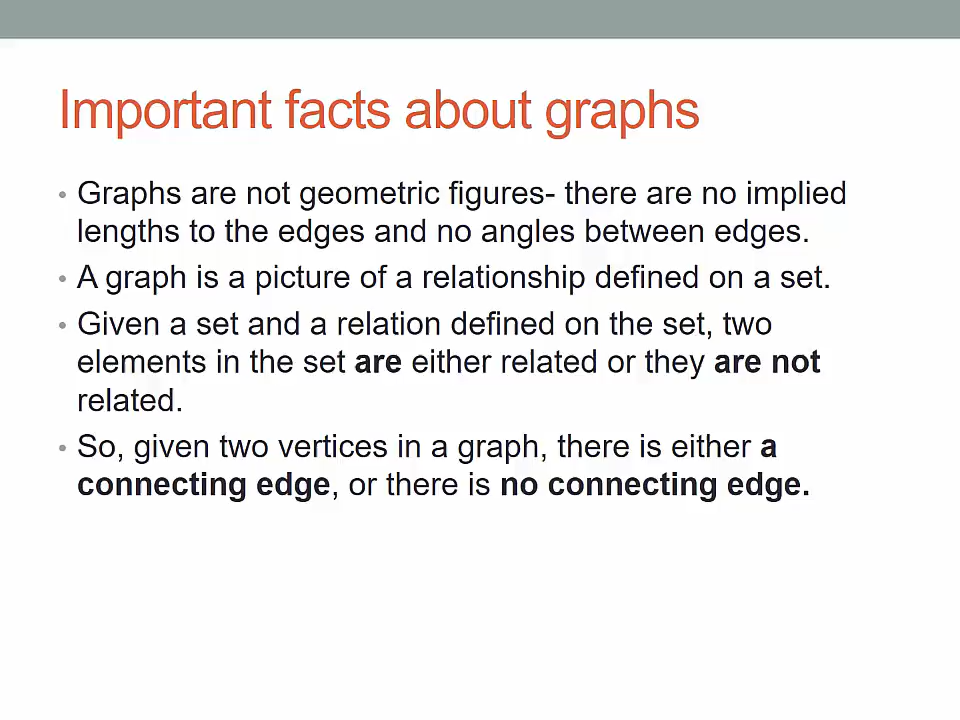 Important facts about graphs
• Graphs are not geometric figures- there are no implied
lengths to the edges and no angles between edges.
• A graph is a picture of a relationship defined on a set.
• Given a set and a relation defined on the set, two
elements in the set are either related or they are not
related.
• So, given two vertices in a graph, there is either a
connecting edge, or there is no connecting edge.